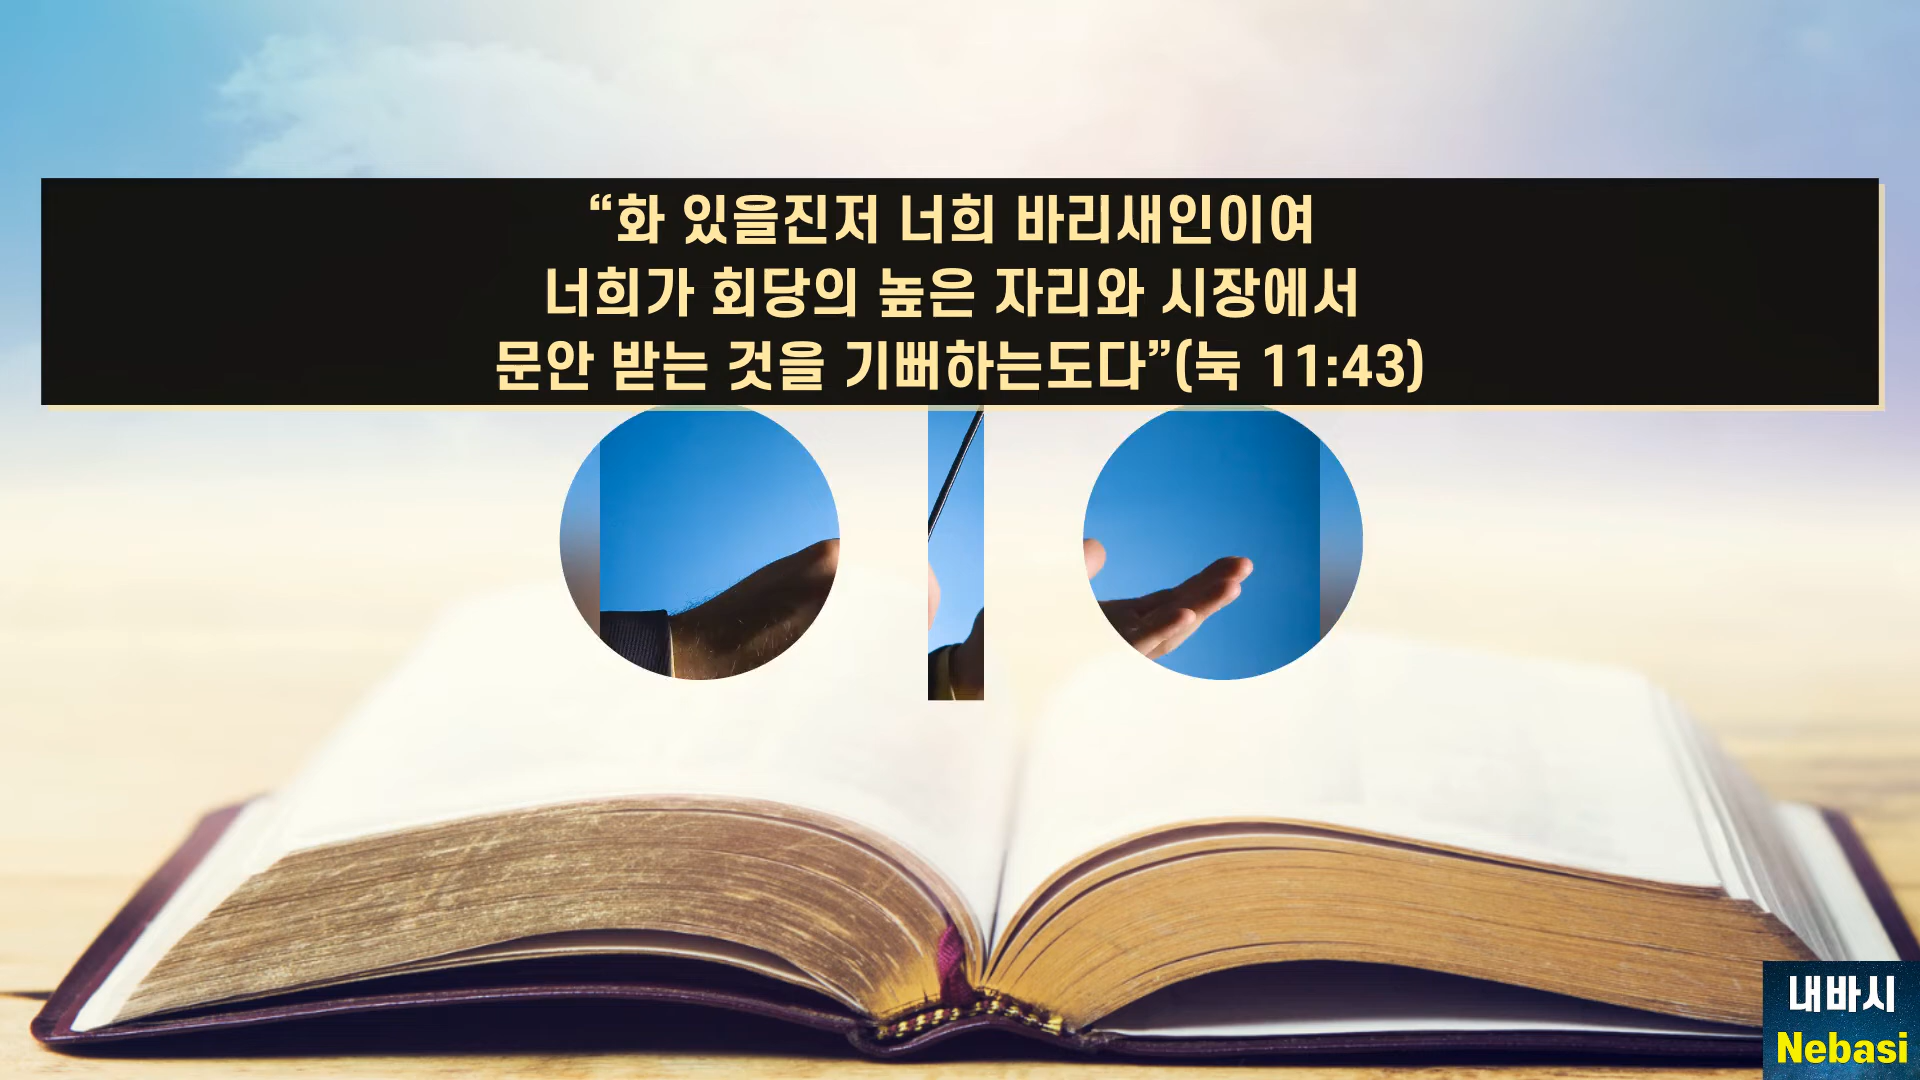 “화 있을진저 너희 바리새인이여
너희가 회당의 높은 자리와 시장에서
문안 받는 것을 기뻐하는도다”(눅 11:43)
내바시
Nebasi